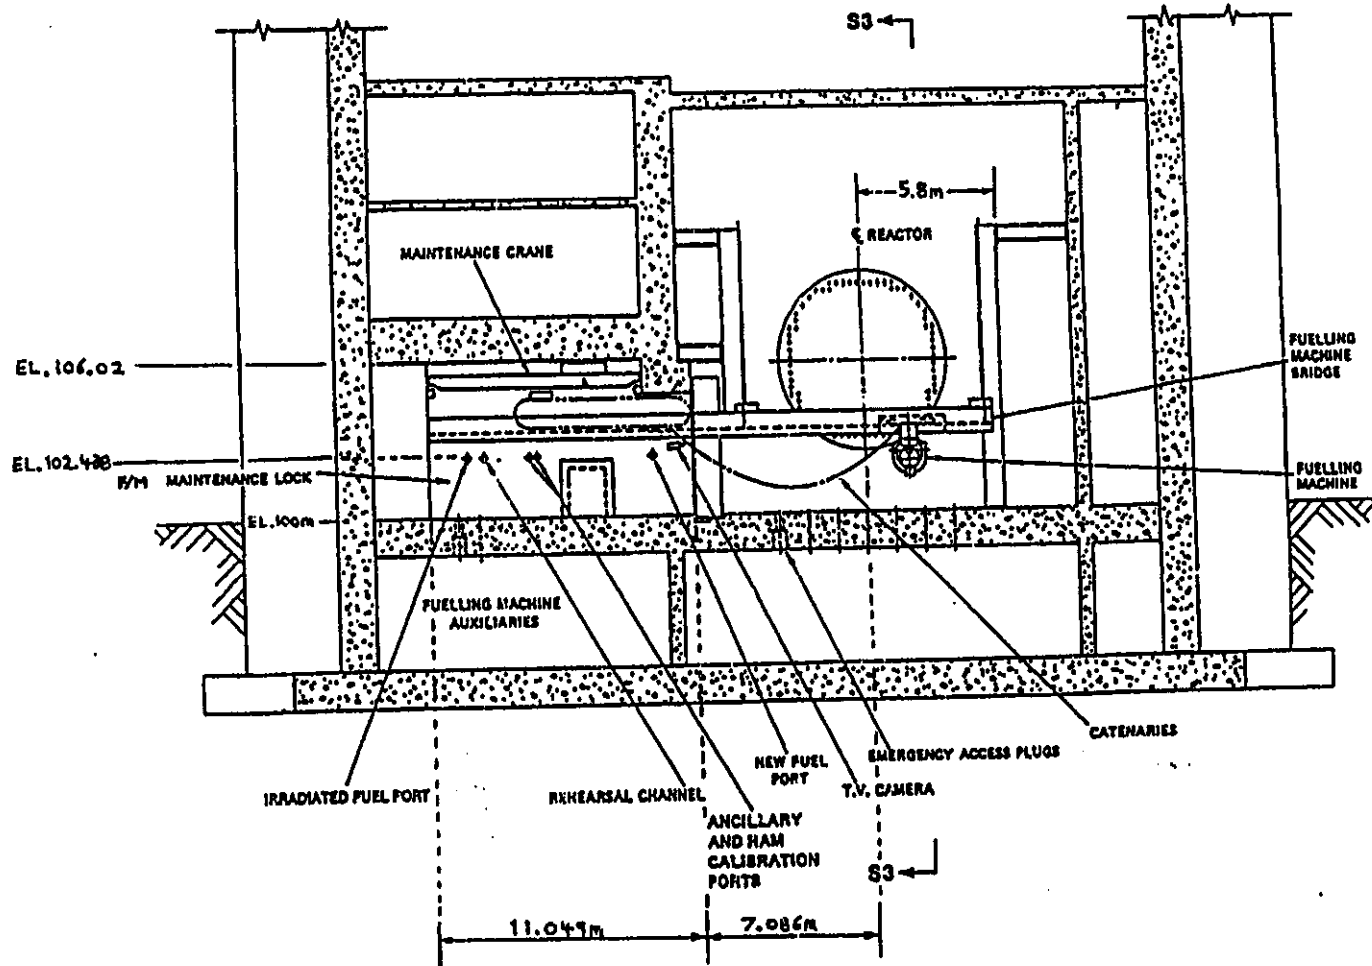 S3
5.8m
℄ REACTOR
MAINTENANCE CRANE
FUELLING
MACHINE
BRIDGE
EL.106.02
EL.102.438
F/M MAINTENANCE LOCK
FUELLING
MACHINE
EL.100m
FUELLING MACHINE
AUXILIARIES
CATENARIES
EMERGENCY ACCESS PLUGS
NEW FUEL
PORT
T.V. CAMERA
IRRADIATED FUEL PORT
REHEARSAL CHANNEL
ANCILLARY
AND HAM
CALIBRATION
PORTS
S3
11.049m
7.086m